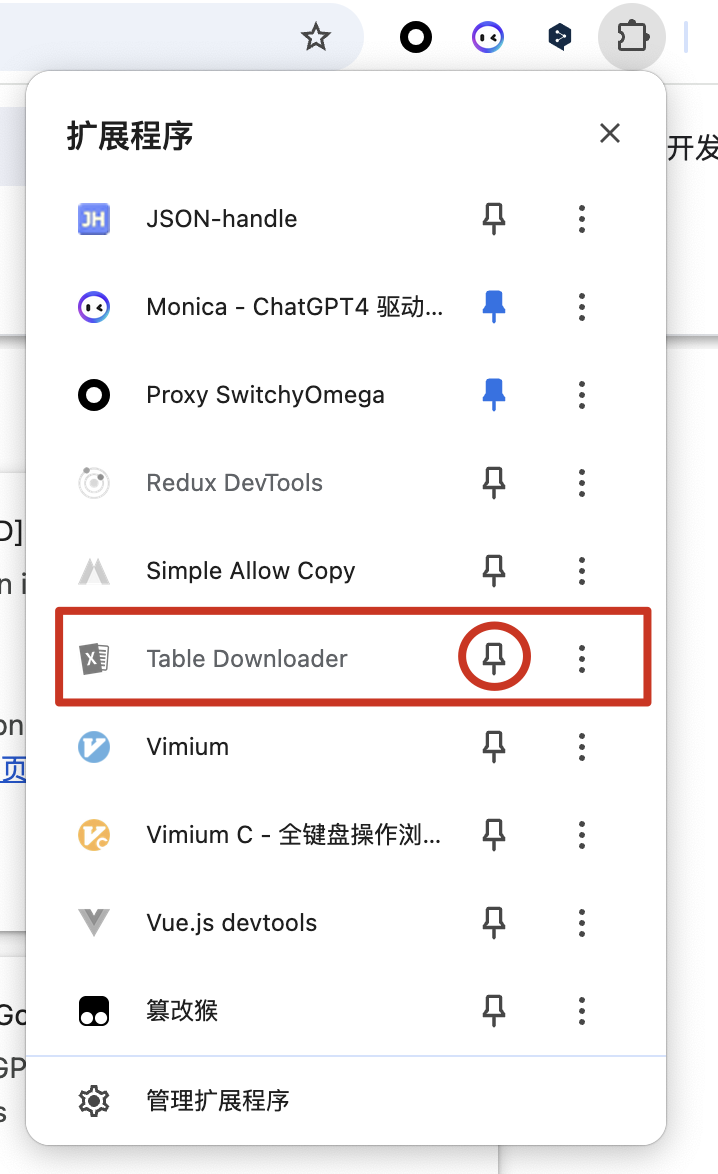 扩展程序
开发
JSON-handle
Monica - ChatGPT4 驱动...
Proxy SwitchyOmega
Redux DevTools
Simple Allow Copy
Table Downloader
Vimium
Vimium C - 全键盘操作浏...
Vue.js devtools
篡改猴
管理扩展程序
D]
n i
on
页
Go
GP
s